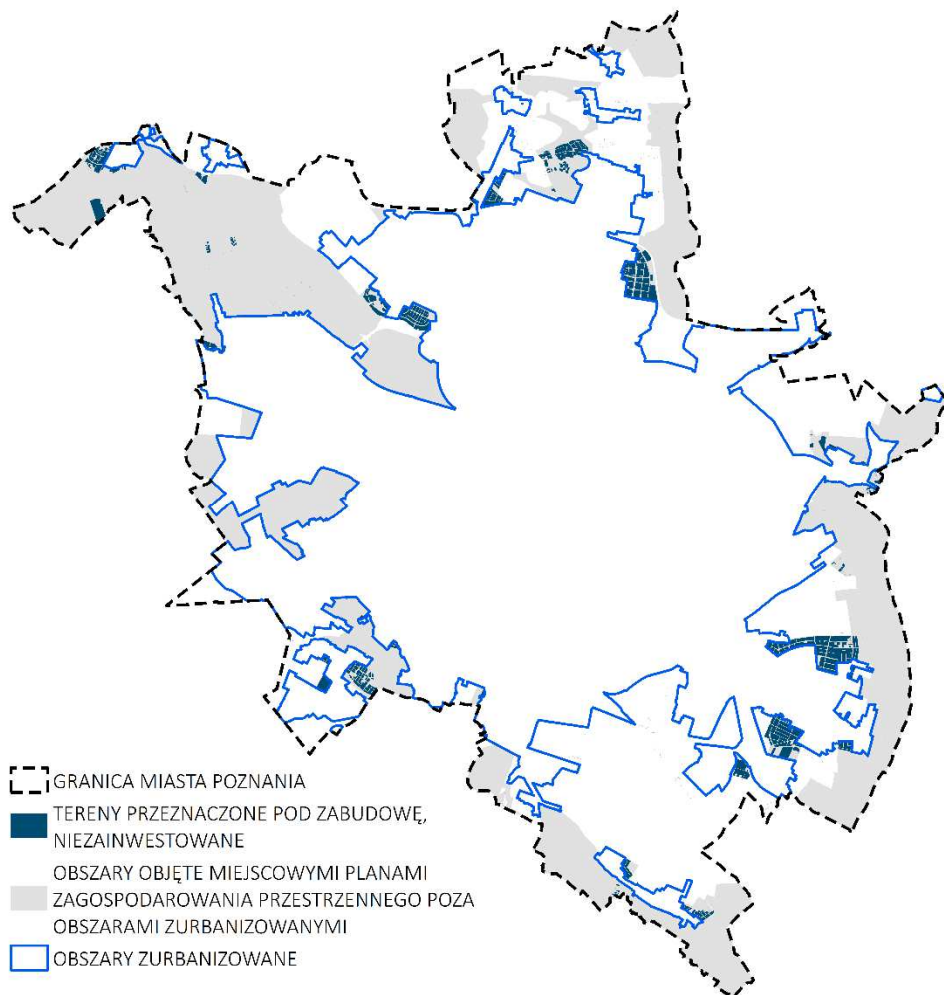 GRANICA MIASTA POZNANIA
TERENY PRZEZNACZONE POD ZABUDOWĘ,
NIEZAINWESTOWANE
OBSZARY OBJĘTE MIEJSCOWYMI PLANAMI
ZAGOSPODAROWANIA PRZESTRZENNEGO POZA
OBSZARAMI ZURBANIZOWANYMI
OBSZARY ZURBANIZOWANE